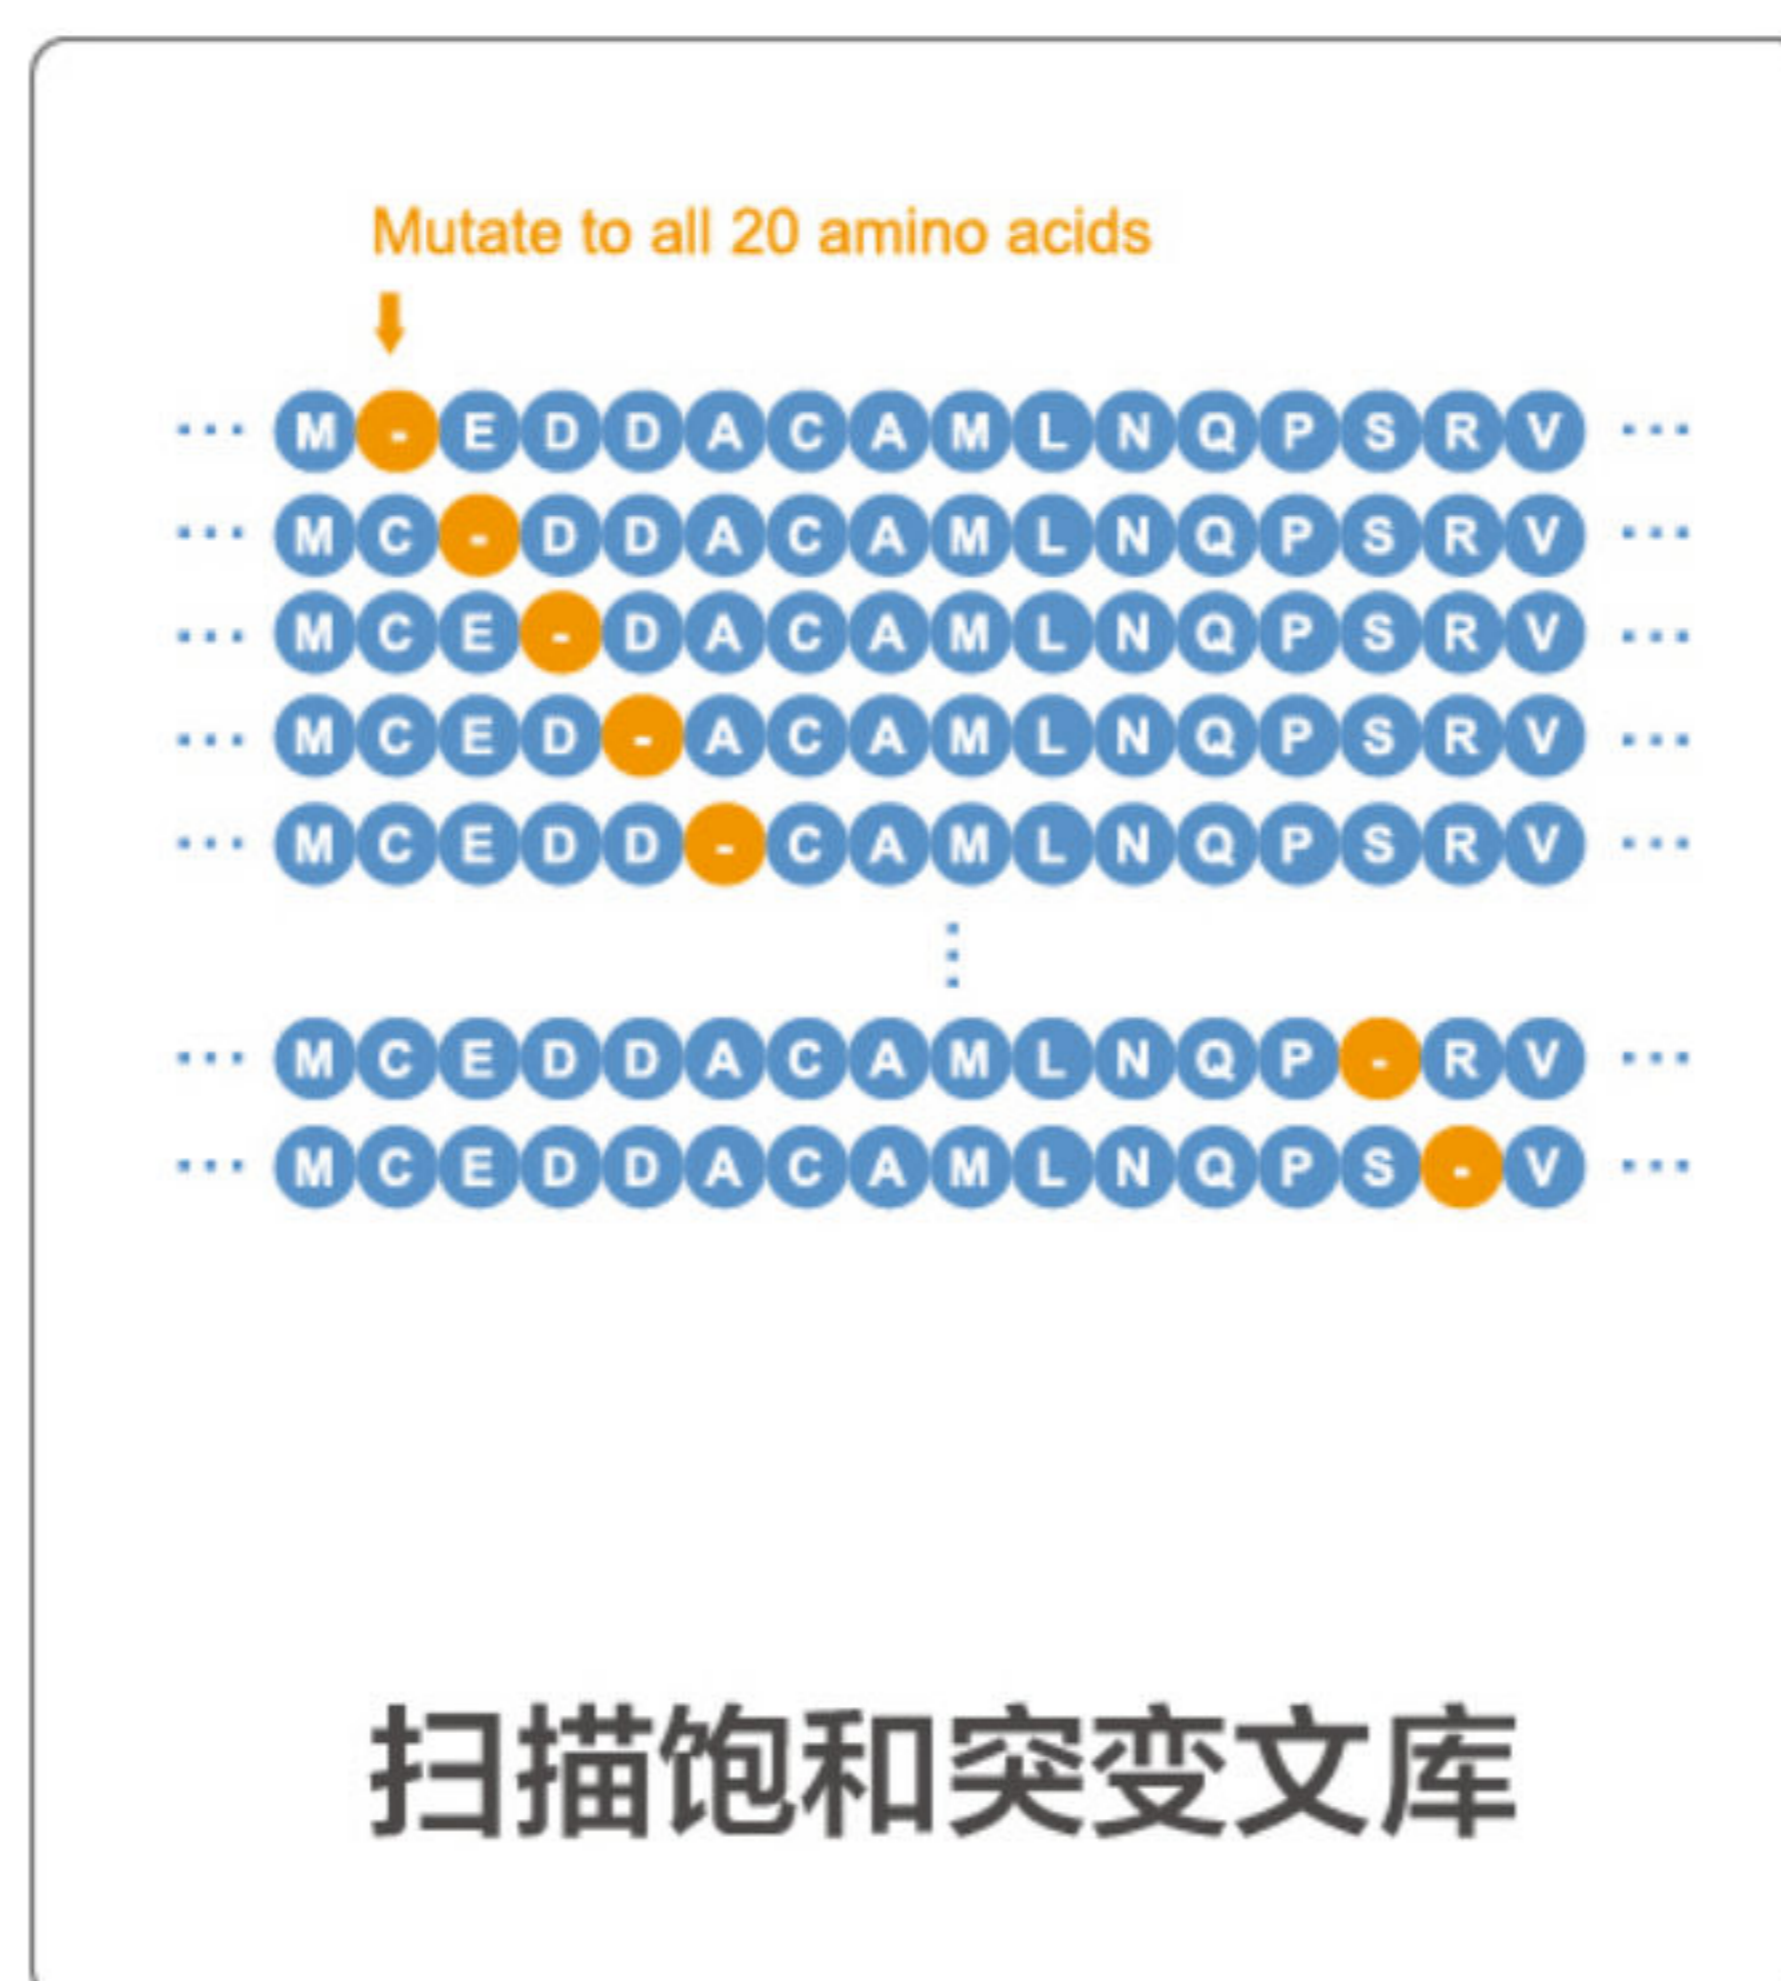 Mutate to all 20 amino acids
... M - E D D A C A M L N Q P S R V ...
... M C - D D A C A M L N Q P S R V ...
... M C E - D A C A M L N Q P S R V ...
... M C E D - A C A M L N Q P S R V ...
... M C E D D - C A M L N Q P S R V ...
... M C E D D A C A M L N Q P - R V ...
... M C E D D A C A M L N Q P S - V ...
扫描饱和突变文库